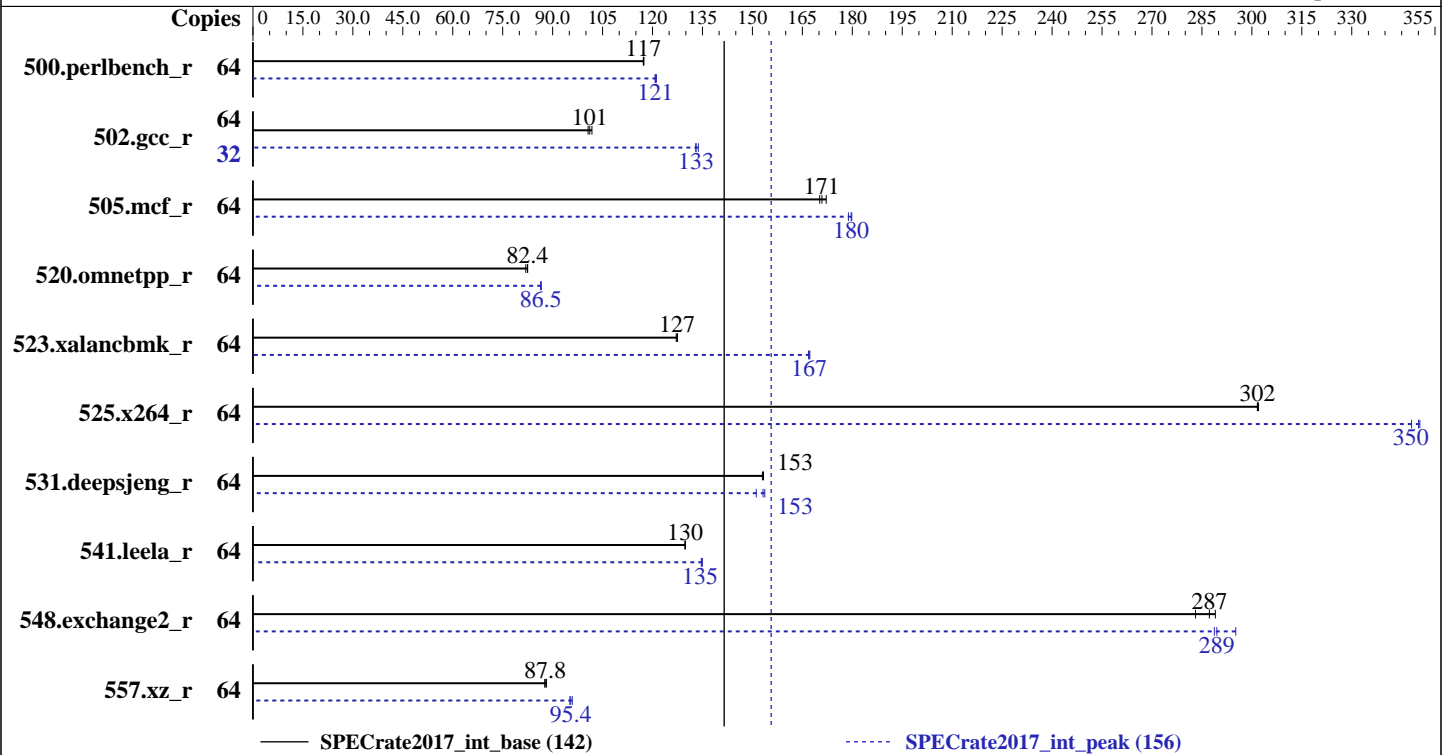 Copies 0 15.0 30.0 45.0 60.0 75.0 90.0 105 120 135 150 165 180 195 210 225 240 255 270 285 300 315 330 355
117
500.perlbench_r 64
121
64
101
502.gcc_r
32
133
171
505.mcf_r 64
180
82.4
520.omnetpp_r 64
86.5
127
523.xalancbmk_r 64
167
302
525.x264_r 64
350
153
531.deepsjeng_r 64
153
130
541.leela_r 64
135
287
548.exchange2_r 64
289
87.8
557.xz_r 64
95.4
SPECrate2017_int_base (142) SPECrate2017_int_peak (156)